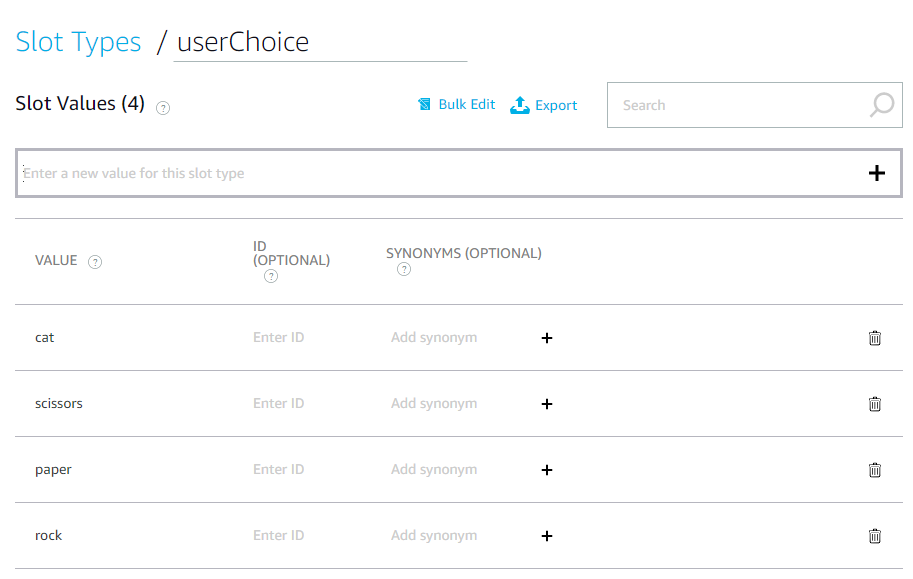 Slot Types / userChoice
Slot Values (4) ? Bulk Edit Export Search
Enter a new value for this slot type +
VALUE ? ID (OPTIONAL) ? SYNONYMS (OPTIONAL) ?
cat Enter ID Add synonym +
scissors Enter ID Add synonym +
paper Enter ID Add synonym +
rock Enter ID Add synonym +